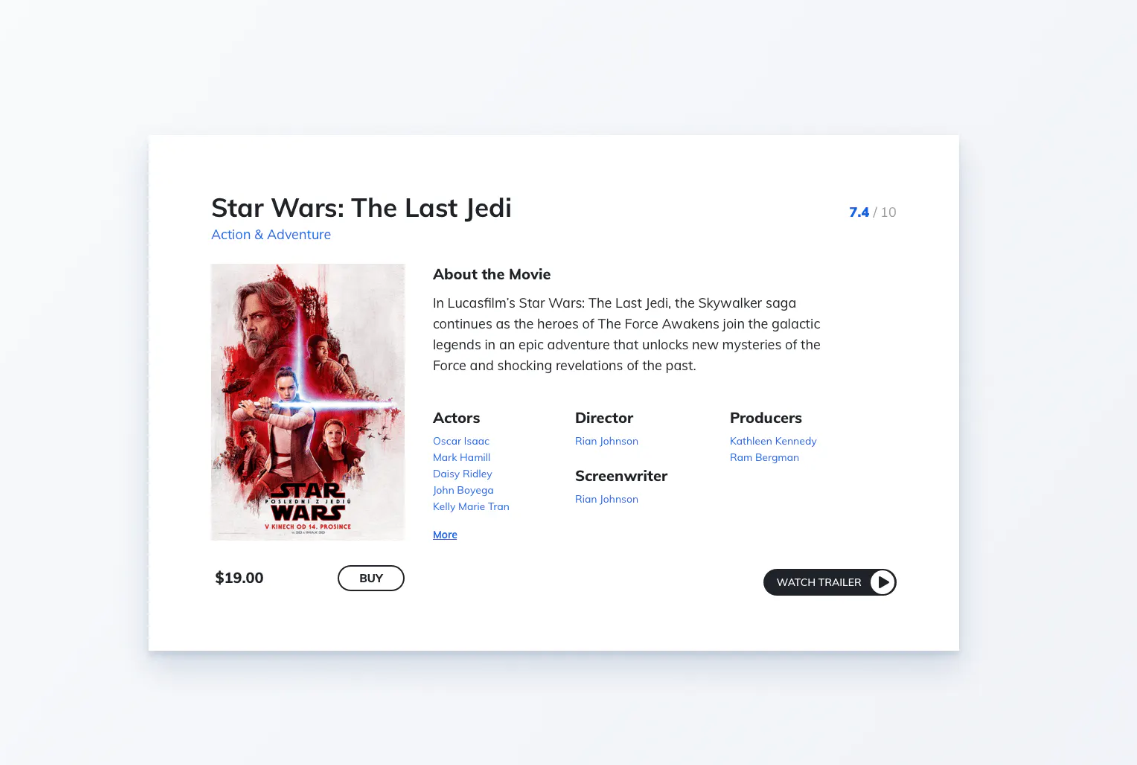 Star Wars: The Last Jedi
7.4 / 10
Action & Adventure
About the Movie
In Lucasfilm’s Star Wars: The Last Jedi, the Skywalker saga
continues as the heroes of The Force Awakens join the galactic
legends in an epic adventure that unlocks new mysteries of the
Force and shocking revelations of the past.
Actors
Oscar Isaac
Mark Hamill
Daisy Ridley
John Boyega
Kelly Marie Tran
More
Director
Rian Johnson
Screenwriter
Rian Johnson
Producers
Kathleen Kennedy
Ram Bergman
STAR
POSLEDNÍ Z JEDIŮ
WARS
V KINECH OD 14. PROSINCE
$19.00
BUY
WATCH TRAILER